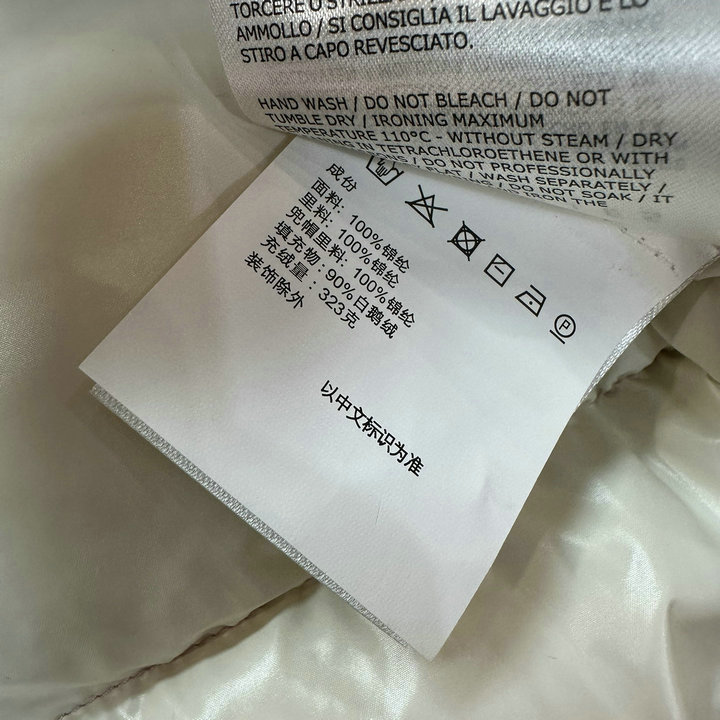 TORCERE O
AMMOLLO / SI CONSIGLIA IL LAVAGGIO E LO
STIRO A CAPO REVESCIATO.
HAND WASH / DO NOT BLEACH / DO NOT
TUMBLE DRY / IRONING MAXIMUM
TEMPERATURE 110°C - WITHOUT STEAM / DRY
IN TETRACHLOROETHENE OR WITH
/ DO NOT PROFESSIONALLY
/ WASH SEPARATELY /
/ DO NOT SOAK / IT
IRON THE
成份
面料: 100%锦纶
里料: 100%锦纶
兜帽里料: 100%锦纶
填充物: 90%白鹅绒
充绒量: 323克
装饰除外
P
以中文标识为准